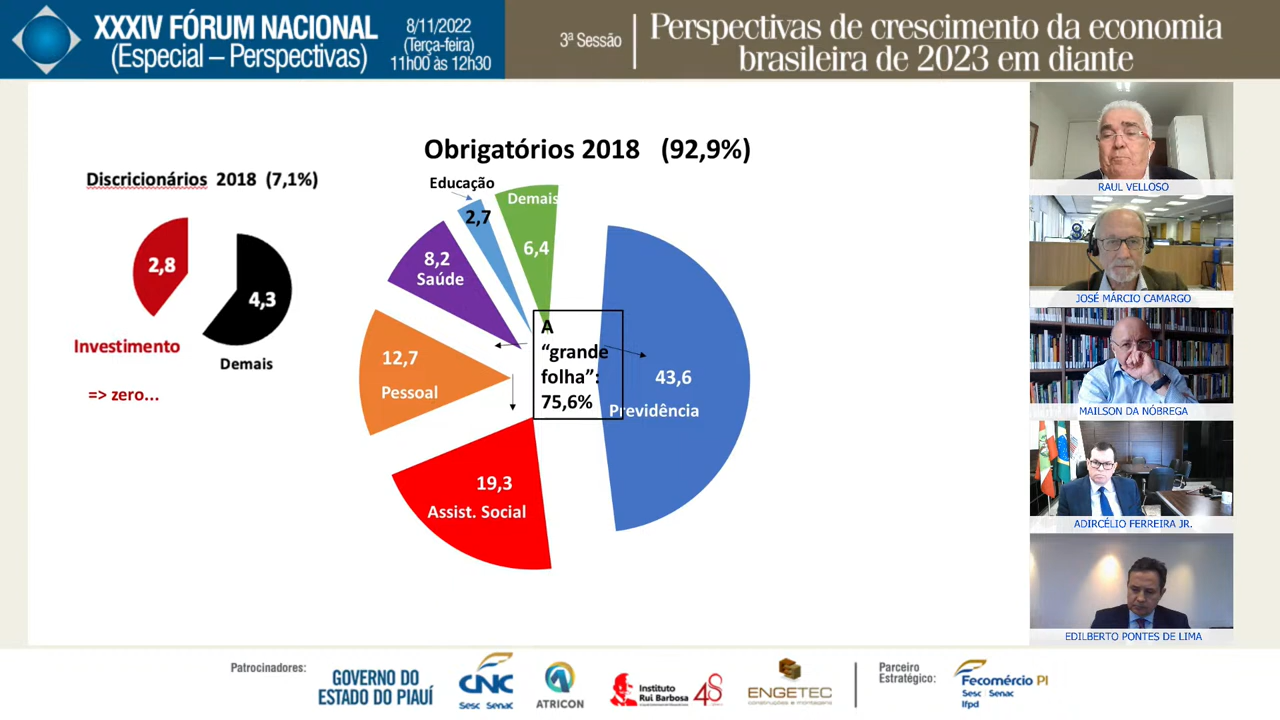 XXXIV FÓRUM NACIONAL
(Especial – Perspectivas)
8/11/2022
(Terça-feira)
11h00 às 12h30
3ª Sessão
Perspectivas de crescimento da economia
brasileira de 2023 em diante
Obrigatórios 2018 (92,9%)
Discricionários 2018 (7,1%)
2,8
4,3
Investimento
Demais
=> zero...
Educação
2,7
Demais
6,4
8,2
Saúde
12,7
Pessoal
A
“grande
folha”:
75,6%
43,6
Previdência
19,3
Assist. Social
RAUL VELLOSO
JOSÉ MÁRCIO CAMARGO
MAILSON DA NÓBREGA
ADIRCÉLIO FERREIRA JR.
EDILBERTO PONTES DE LIMA
Patrocinadores:
GOVERNO DO
ESTADO DO PIAUÍ
CNC
Sesc Senac
ATRICON
Instituto
Rui Barbosa
ENGETEC
construções e montagens
Parceiro
Estratégico:
Fecomércio PI
Sesc Senac
Ifpd